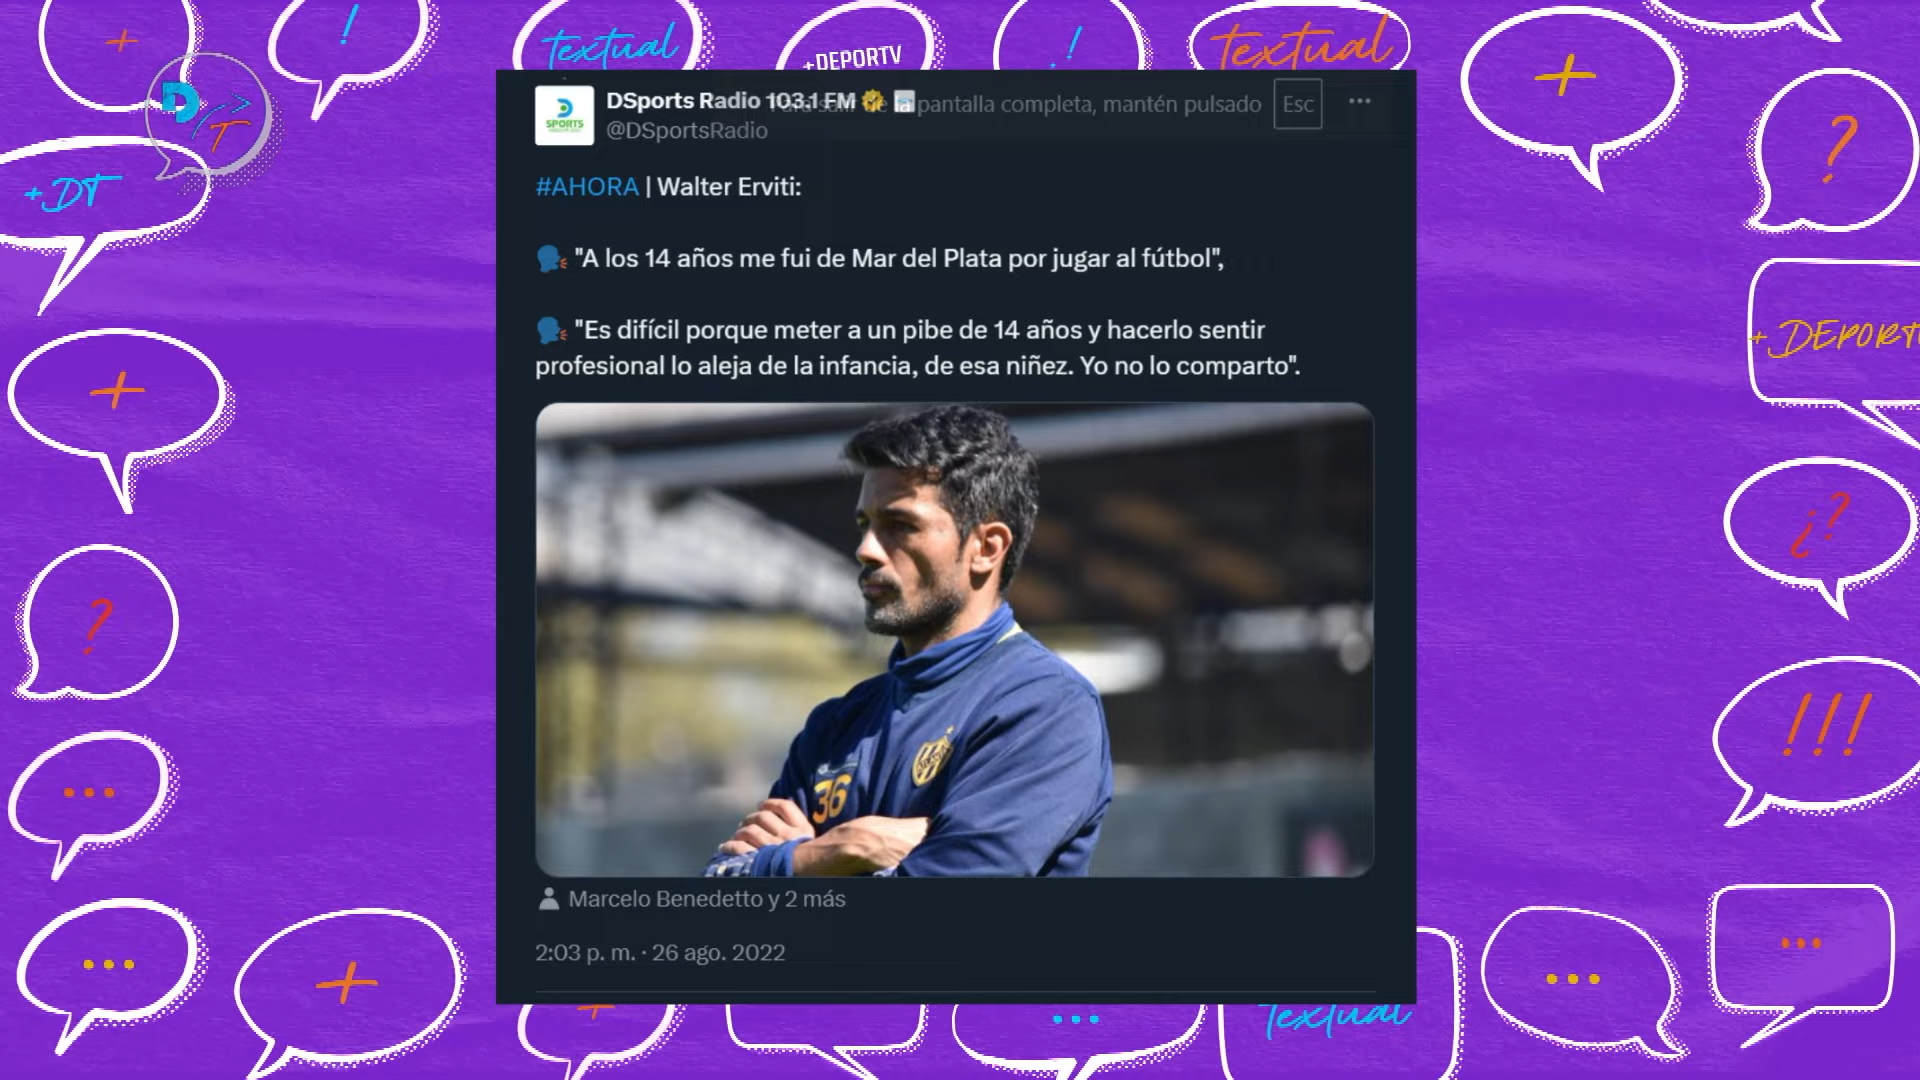 textual
+DEPORTV
textual
D/T
+DT
DSports Radio 103.1 FM
pantalla completa, mantén pulsado
Esc
SPORTS
@DSportsRadio
#AHORA | Walter Erviti:
"A los 14 años me fui de Mar del Plata por jugar al fútbol",
"Es difícil porque meter a un pibe de 14 años y hacerlo sentir
profesional lo aleja de la infancia, de esa niñez. Yo no lo comparto".
+DEPORT
36
Marcelo Benedetto y 2 más
2:03 p. m. · 26 ago. 2022
textual